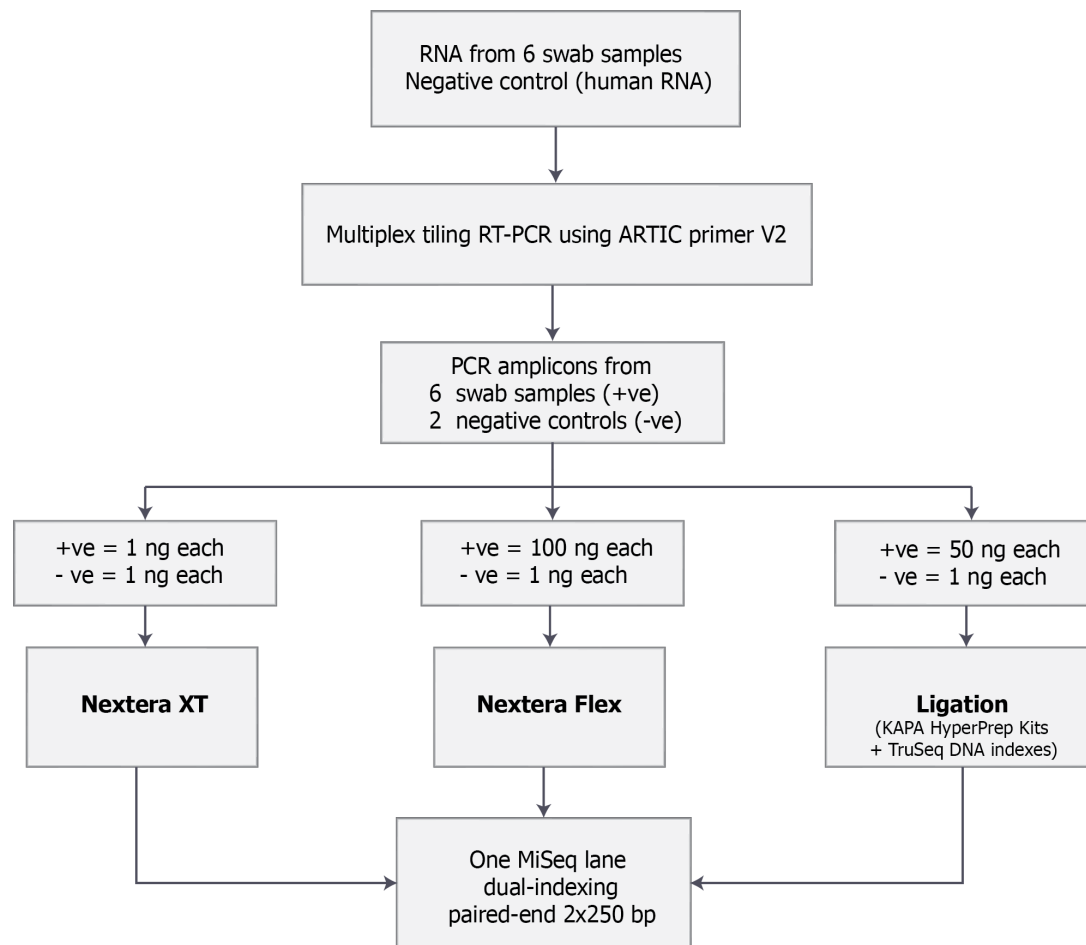 RNA from 6 swab samples
Negative control (human RNA)
Multiplex tiling RT-PCR using ARTIC primer V2
PCR amplicons from
6 swab samples (+ve)
2 negative controls (-ve)
+ve = 1 ng each
- ve = 1 ng each
+ve = 100 ng each
- ve = 1 ng each
+ve = 50 ng each
- ve = 1 ng each
Nextera XT
Nextera Flex
Ligation
(KAPA HyperPrep Kits
+ TruSeq DNA indexes)
One MiSeq lane
dual-indexing
paired-end 2x250 bp